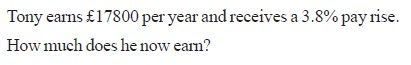 Tony earns £17800 per year and receives a 3.8% pay rise.
How much does he now earn?